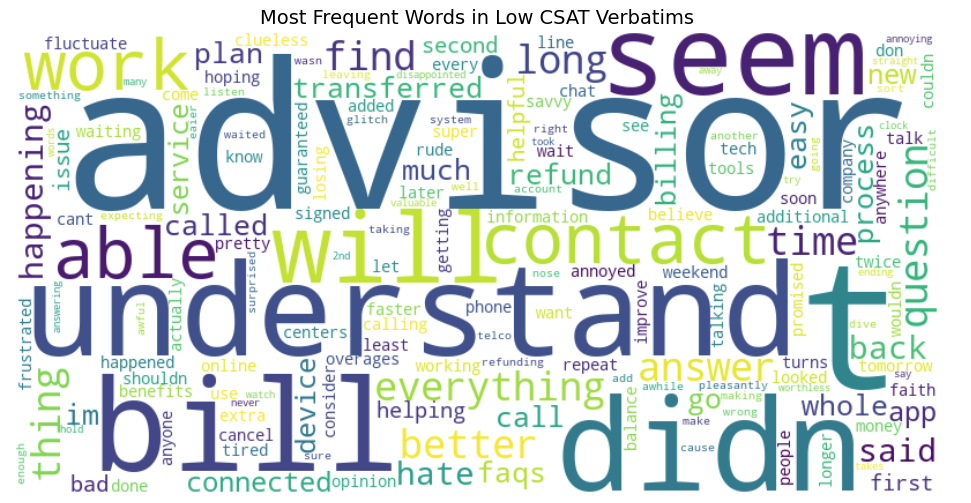 Most Frequent Words in Low CSAT Verbatims
fluctuate clueless plan find second line long seem don annoying
work hoping wasn every transferred chat new straight sort
many leaving disappointed away couldn
something come listen advisor
happening issue waiting service know added glitch system guaranteed losing super rude much later savvy helpful wait refund right took see billing another tech tools easy try going company soon process clock talk anywhere question difficult
words waited easier account well valuable
cant expecting called signed information believe additional twice
able pretty surprised will taking getting contact time ending
2nd let nose annoyed weekend
understand t
frustrated answering awful actually centers faster calling phone telco want improve talking promised wouldn dive back
happened online least overages working refunding repeat answer turns looked tomorrow say faith
thing shouldn benefits use never watch device consider everything add awhile pleasantly making worthless
im extra helping go wrong whole app
hold anyone bill cancel tired better call didn balance make cause money said
enough sure people longer takes
bad done connected opinion hate faqs first